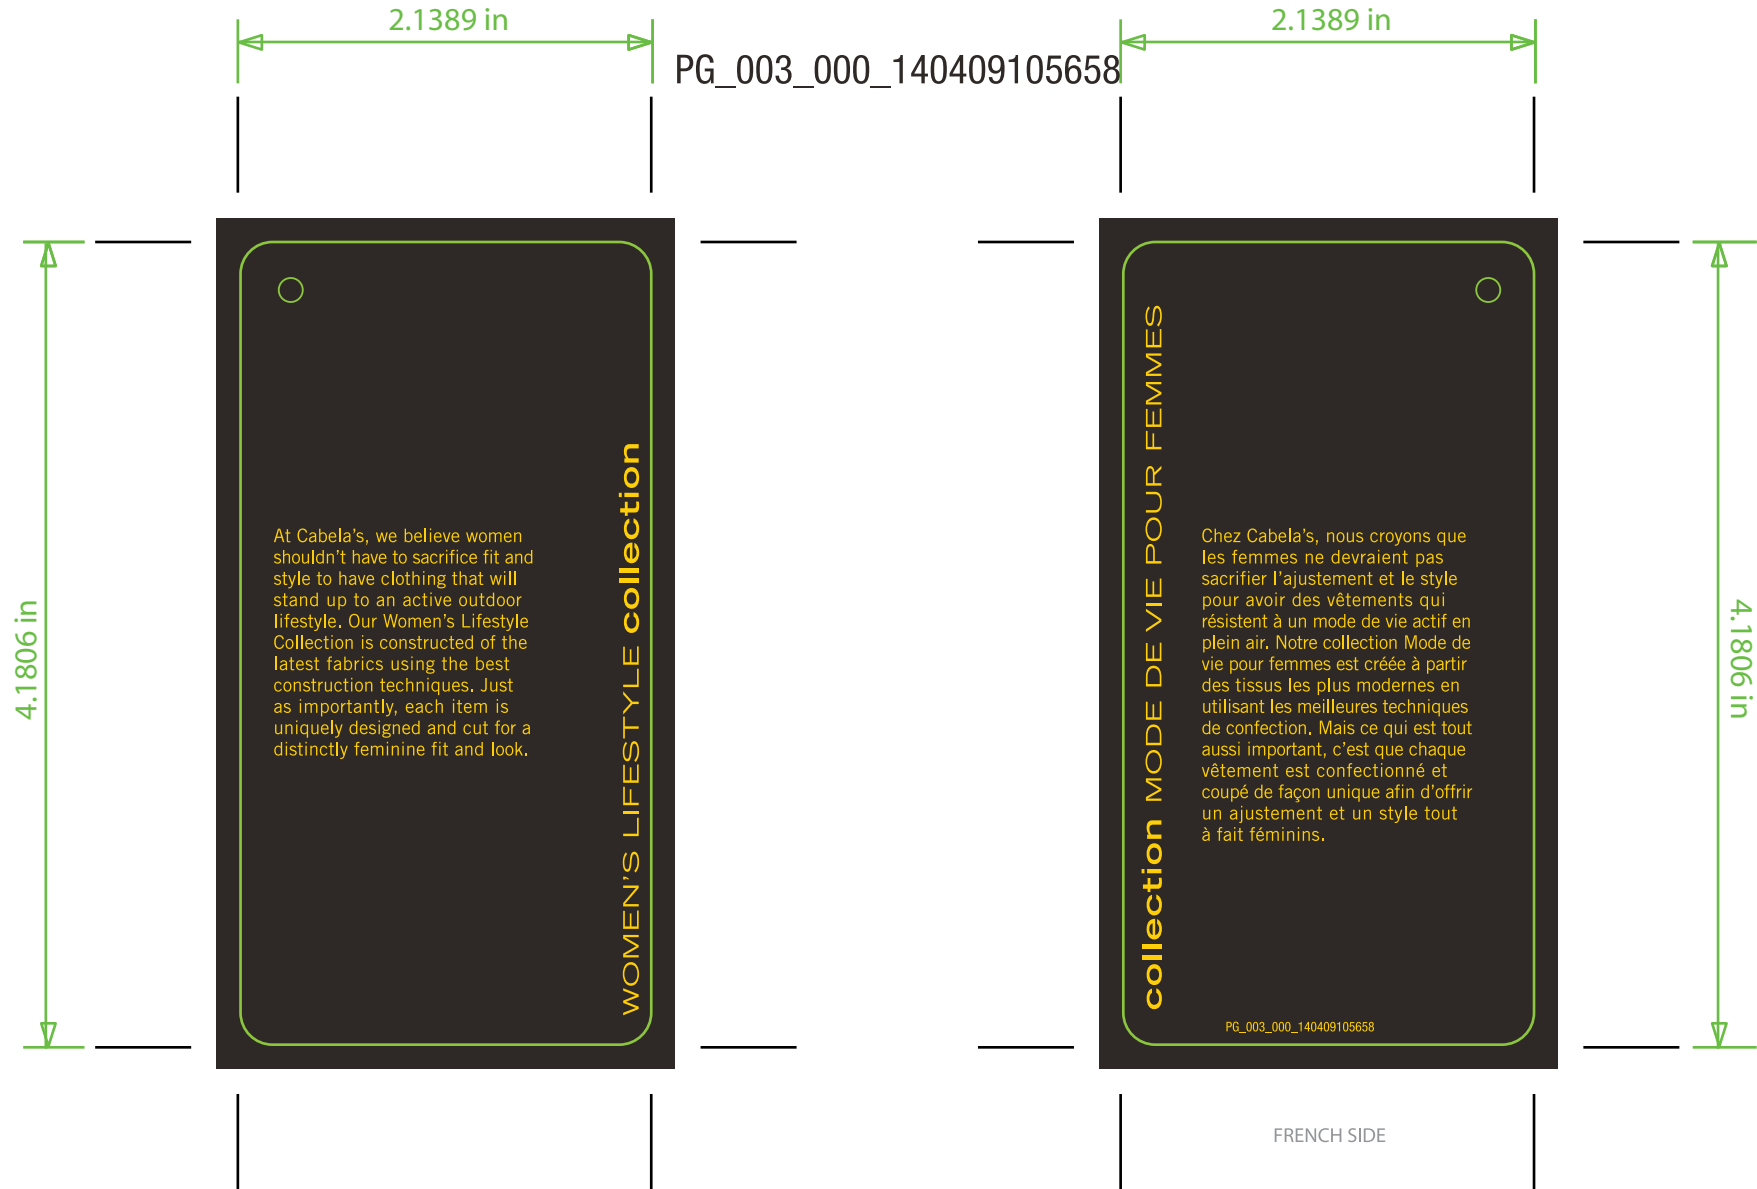 2.1389 in
2.1389 in
PG_003_000_140409105658
4.1806 in
At Cabela's, we believe women
shouldn't have to sacrifice fit and
style to have clothing that will
stand up to an active outdoor
lifestyle. Our Women's Lifestyle
Collection is constructed of the
latest fabrics using the best
construction techniques. Just
as importantly, each item is
uniquely designed and cut for a
distinctly feminine fit and look.
WOMEN'S LIFESTYLE collection
collection MODE DE VIE POUR FEMMES
Chez Cabela's, nous croyons que
les femmes ne devraient pas
sacrifier l'ajustement et le style
pour avoir des vêtements qui
résistent à un mode de vie actif en
plein air. Notre collection Mode de
vie pour femmes est créée à partir
des tissus les plus modernes en
utilisant les meilleures techniques
de confection. Mais ce qui est tout
aussi important, c'est que chaque
vêtement est confectionné et
coupé de façon unique afin d'offrir
un ajustement et un style tout
à fait féminins.
PG_003_000_140409105658
4.1806 in
FRENCH SIDE